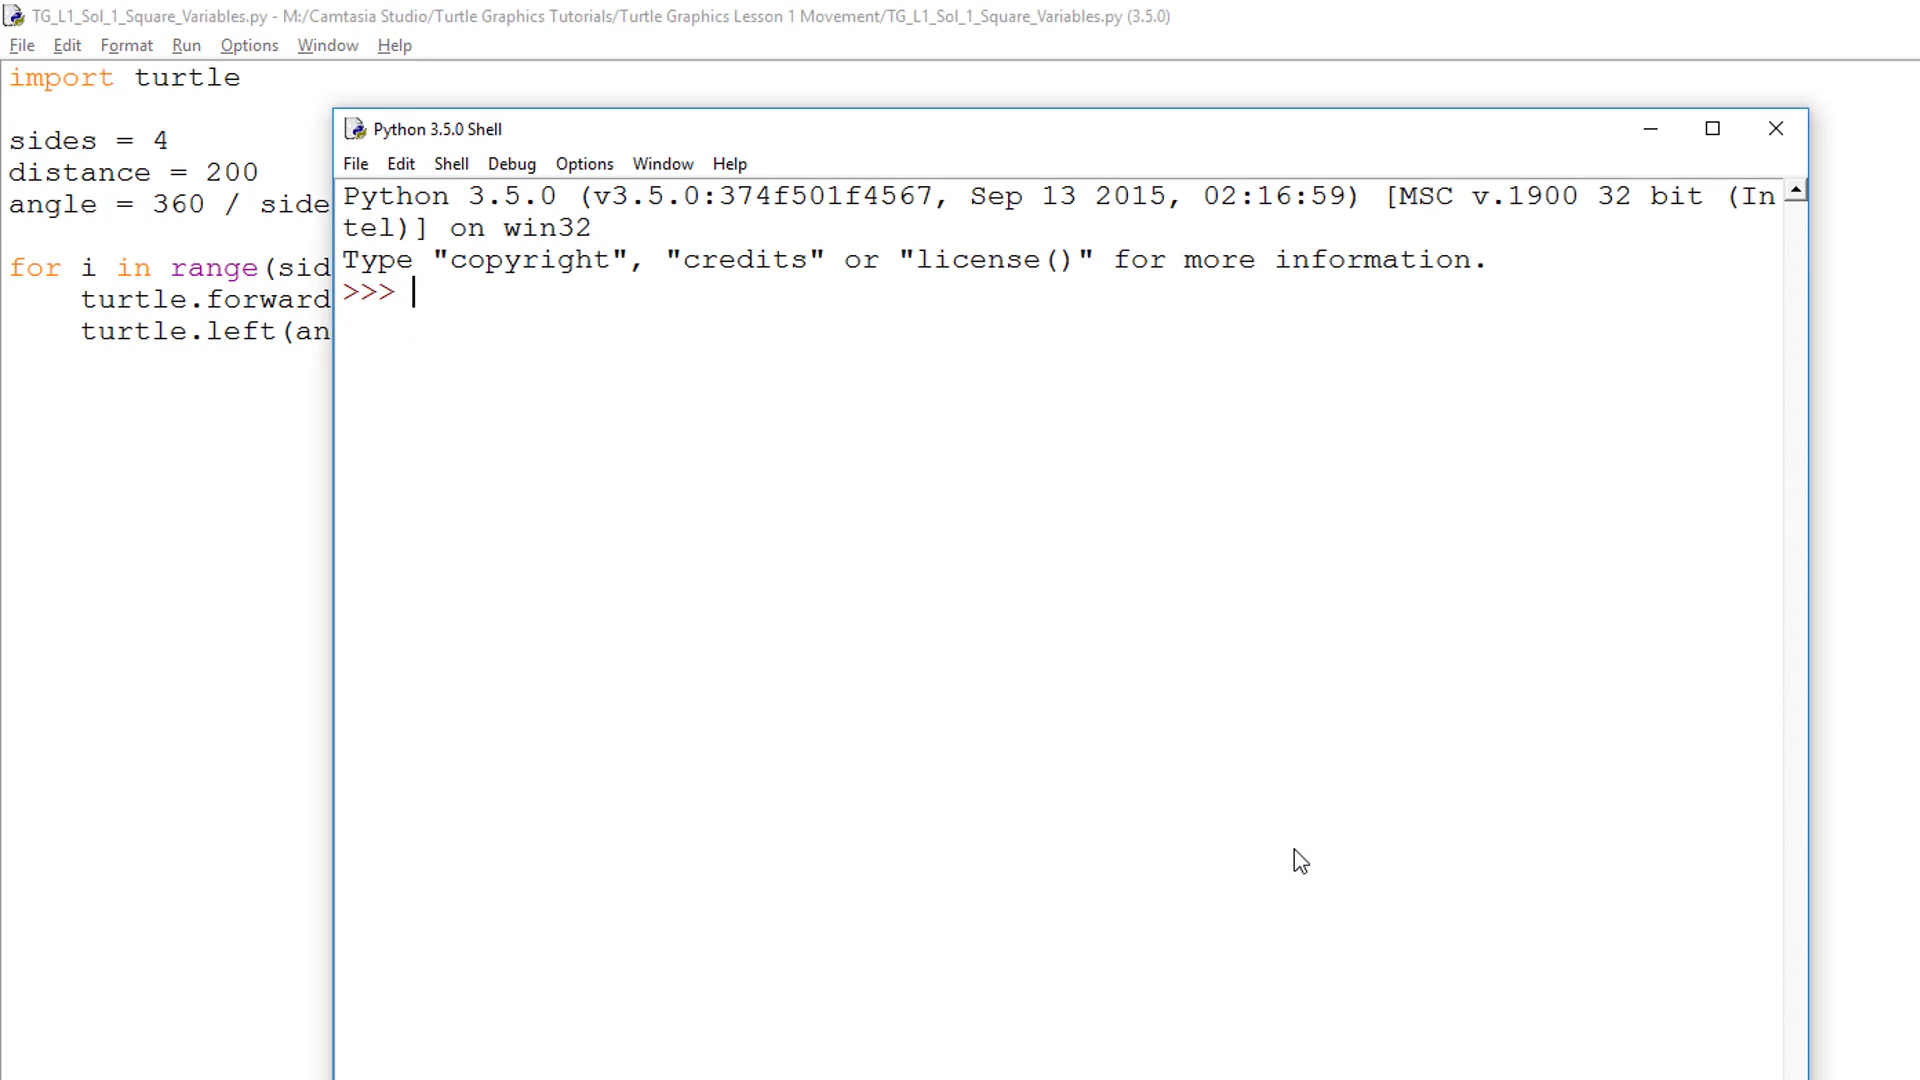 TG_L1_Sol_1_Square_Variables.py - M:/Camtasia Studio/Turtle Graphics Tutorials/Turtle Graphics Lesson 1 Movement/TG_L1_Sol_1_Square_Variables.py (3.5.0)
File Edit Format Run Options Window Help
import turtle
sides = 4
distance = 200
angle = 360 / side
for i in range(sid
turtle.forward
turtle.left(an
Python 3.5.0 Shell
File Edit Shell Debug Options Window Help
Python 3.5.0 (v3.5.0:374f501f4567, Sep 13 2015, 02:16:59) [MSC v.1900 32 bit (In
tel)] on win32
Type "copyright", "credits" or "license()" for more information.
>>>